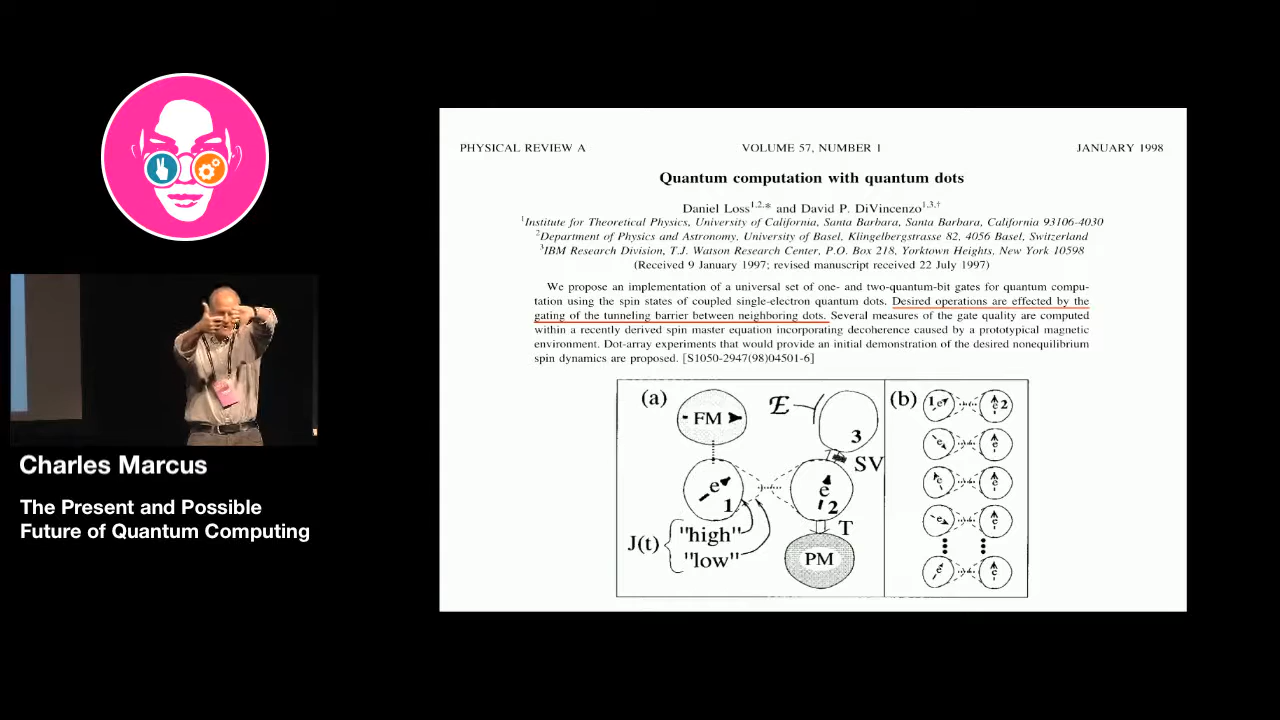 PHYSICAL REVIEW A VOLUME 57, NUMBER 1 JANUARY 1998
Quantum computation with quantum dots
Daniel Loss1,2,* and David P. DiVincenzo1,3,†
1Institute for Theoretical Physics, University of California, Santa Barbara, Santa Barbara, California 93106-4030
2Department of Physics and Astronomy, University of Basel, Klingelbergstrasse 82, 4056 Basel, Switzerland
3IBM Research Division, T.J. Watson Research Center, P.O. Box 218, Yorktown Heights, New York 10598
(Received 9 January 1997; revised manuscript received 22 July 1997)
We propose an implementation of a universal set of one- and two-quantum-bit gates for quantum compu-
tation using the spin states of coupled single-electron quantum dots. Desired operations are effected by the
gating of the tunneling barrier between neighboring dots. Several measures of the gate quality are computed
within a recently derived spin master equation incorporating decoherence caused by a prototypical magnetic
environment. Dot-array experiments that would provide an initial demonstration of the desired nonequilibrium
spin dynamics are proposed. [S1050-2947(98)04501-6]
(a)
FM
E
3
SV
e
1
e
2
J(t)
"high"
"low"
T
PM
(b)
1 e
e 2
e e
e e
e e
e e
Charles Marcus
The Present and Possible
Future of Quantum Computing